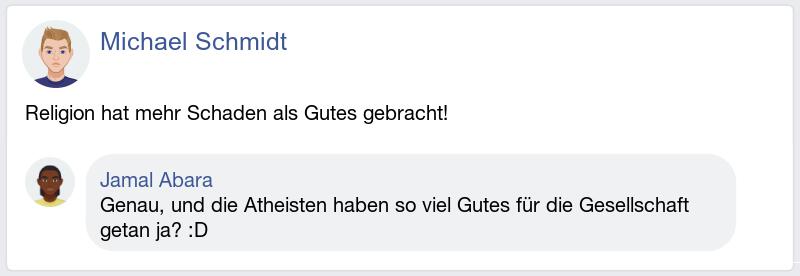 Michael Schmidt
Religion hat mehr Schaden als Gutes gebracht!
Jamal Abara
Genau, und die Atheisten haben so viel Gutes für die Gesellschaft
getan ja? :D